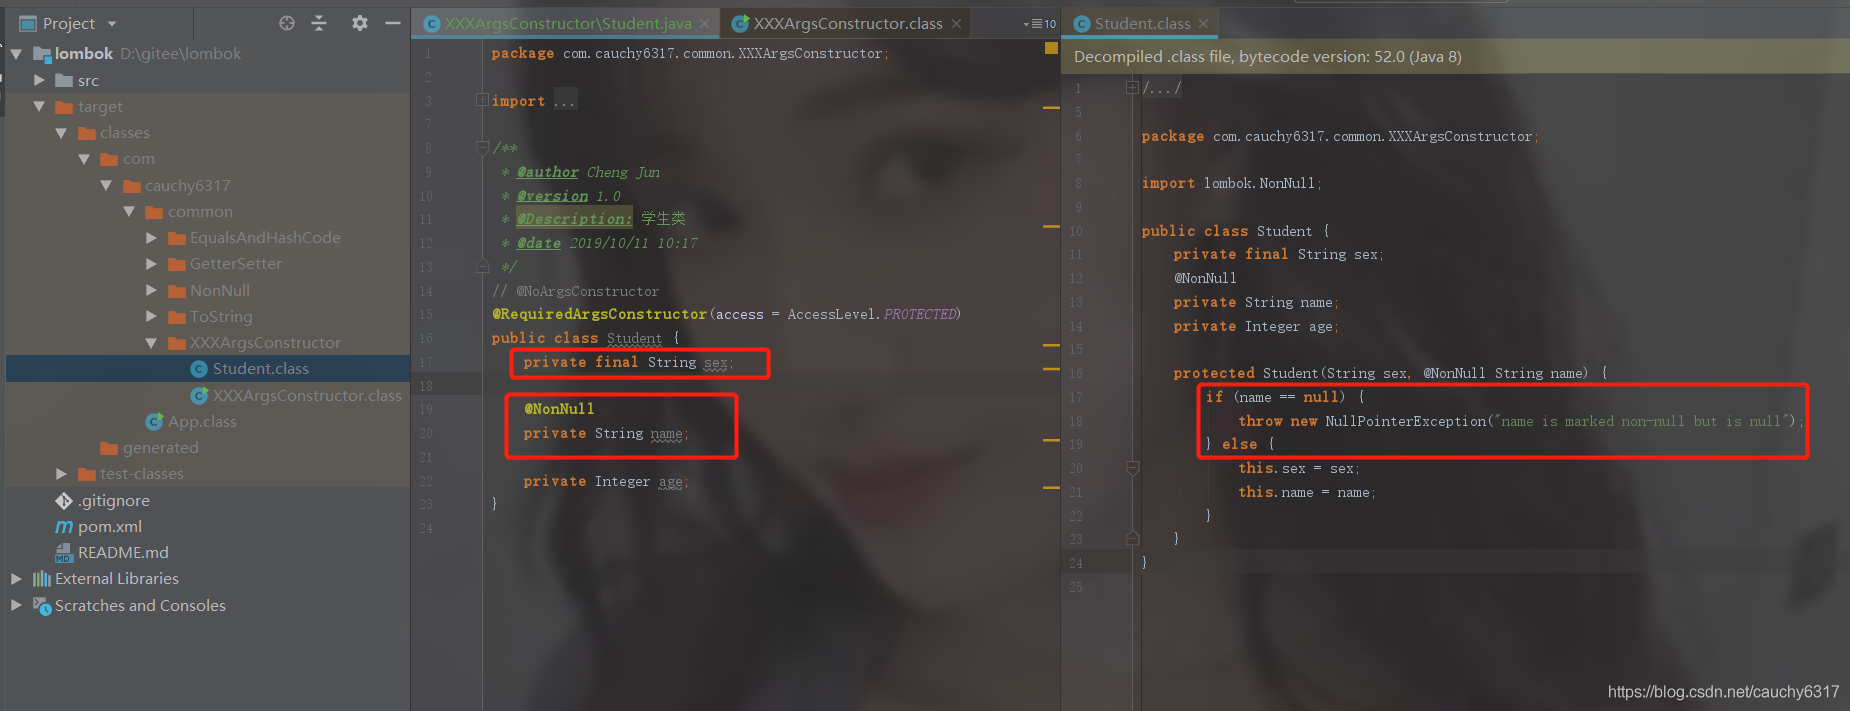 Project
lombok D:\gitee\lombok
src
target
classes
com
cauchy6317
common
EqualsAndHashCode
GetterSetter
NonNull
ToString
XXXArgsConstructor
Student.class
XXXArgsConstructor.class
App.class
generated
test-classes
.gitignore
pom.xml
README.md
External Libraries
Scratches and Consoles
XXXArgsConstructor\Student.java
XXXArgsConstructor.class
10
1 package com.cauchy6317.common.XXXArgsConstructor;
2
3 import ...
7
8 /**
9 * @author Cheng Jun
10 * @version 1.0
11 * @Description: 学生类
12 * @date 2019/10/11 10:17
13 */
14 // @NoArgsConstructor
15 @RequiredArgsConstructor(access = AccessLevel.PROTECTED)
16 public class Student {
17 private final String sex;
18
19 @NonNull
20 private String name;
21
22 private Integer age;
23 }
24
Student.class
Decompiled .class file, bytecode version: 52.0 (Java 8)
1 /.../
5
6 package com.cauchy6317.common.XXXArgsConstructor;
7
8 import lombok.NonNull;
9
10 public class Student {
11 private final String sex;
12 @NonNull
13 private String name;
14 private Integer age;
15
16 protected Student(String sex, @NonNull String name) {
17 if (name == null) {
18 throw new NullPointerException("name is marked non-null but is null");
19 } else {
20 this.sex = sex;
21 this.name = name;
22 }
23 }
24 }
25
https://blog.csdn.net/cauchy6317